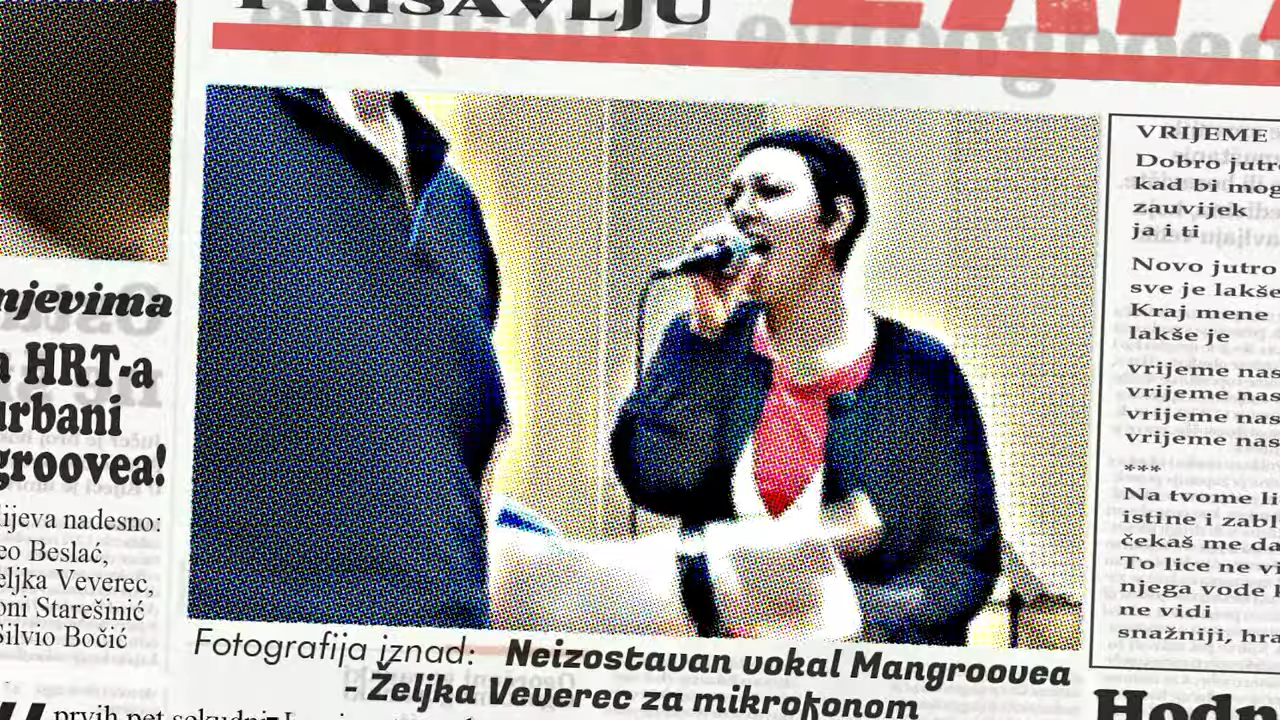 PRISAVLJU
njevima
a HRT-a
urbani
groovea!
lijeva nadesno:
eo Beslać,
eljka Veverec,
oni Starešinić
Silvio Bočić
Fotografija iznad: Neizostavan vokal Mangroovea
- Željka Veverec za mikrofonom
prvih pet
VRIJEME
Dobro jutro
kad bi mog
zauvijek
ja i ti
Novo jutro
sve je lakše
Kraj mene
lakše je
vrijeme nas
vrijeme nas
vrijeme nas
vrijeme nas
***
Na tvome li
istine i zabl
čekaš me da
To lice ne vi
njega vode k
ne vidi
snažniji, hra